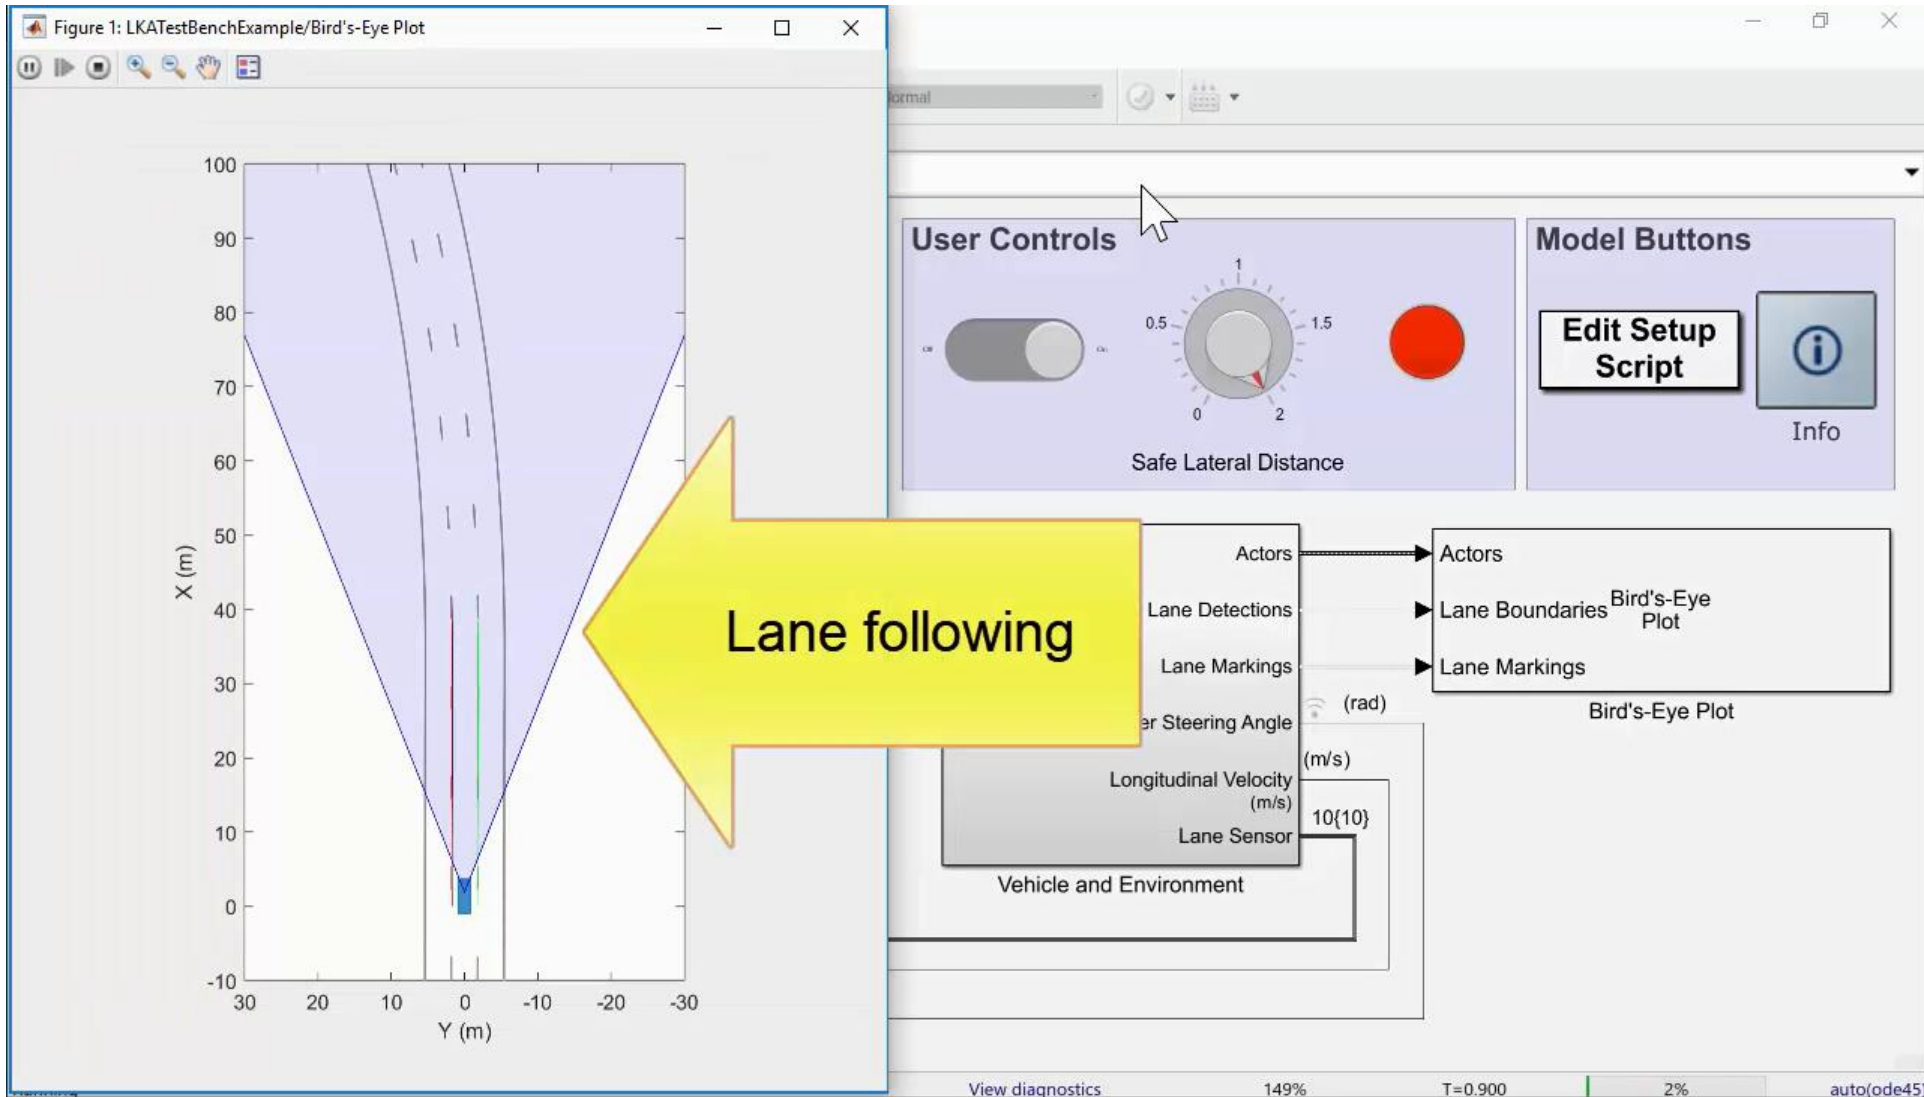 Figure 1: LKATestBenchExample/Bird's-Eye Plot
100
90
80
70
60
50
40
30
20
10
0
-10
30 20 10 0 -10 -20 -30
X (m)
Y (m)
Lane following
User Controls
Off
On
0
0.5
1
1.5
2
Safe Lateral Distance
Model Buttons
Edit Setup
Script
Info
Actors
Lane Detections
Lane Markings
Steering Angle
Longitudinal Velocity
(m/s)
Lane Sensor
Vehicle and Environment
(rad)
(m/s)
10{10}
Actors
Lane Boundaries
Lane Markings
Bird's-Eye
Plot
Bird's-Eye Plot
View diagnostics 149% T=0.900 2% auto(ode45)